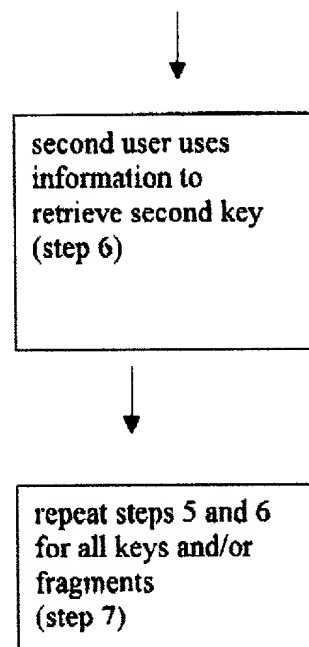 second user uses
information to
retrieve second key
(step 6)
repeat steps 5 and 6
for all keys and/or
fragments
(step 7)